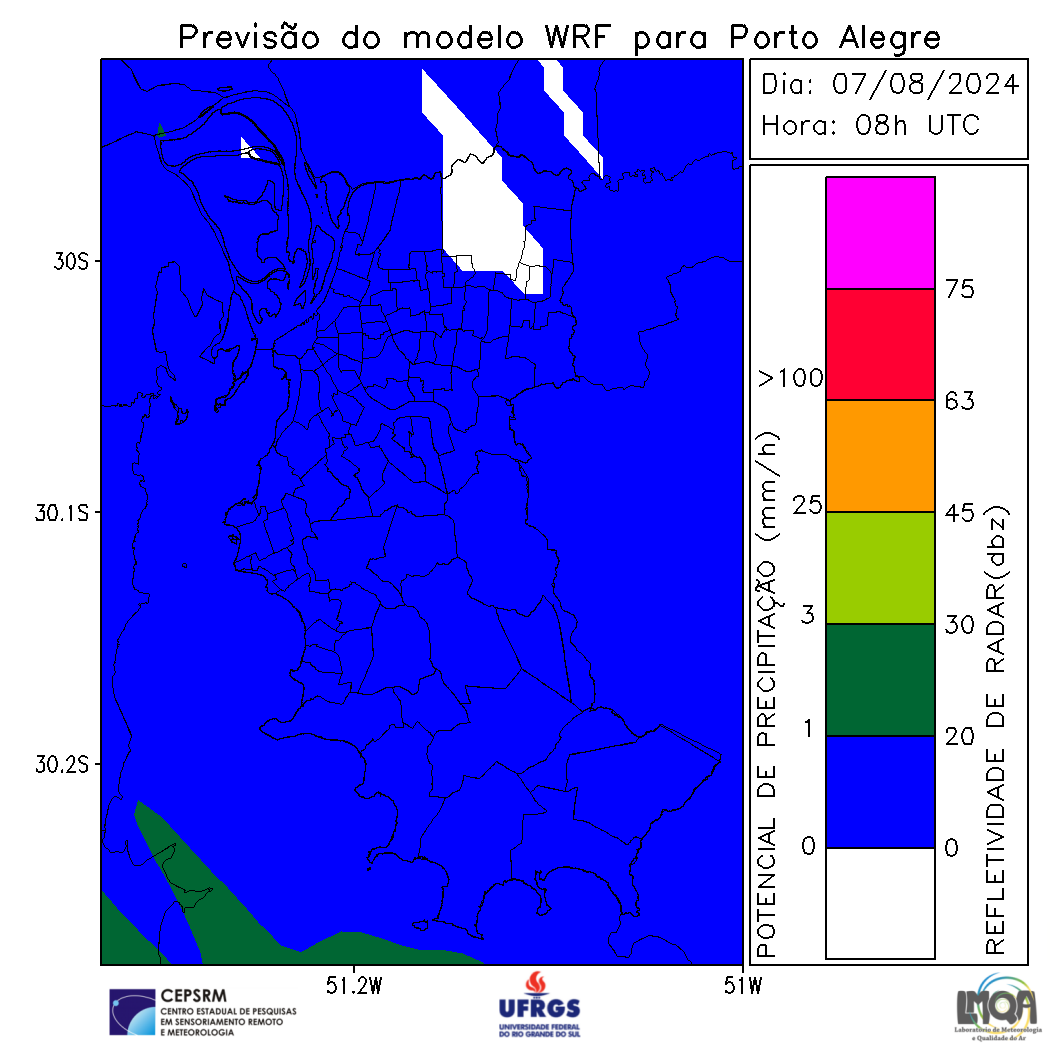 Previsão do modelo WRF para Porto Alegre
Dia: 07/08/2024
Hora: 08h UTC
30S
30.1S
30.2S
51.2W
51W
POTENCIAL DE PRECIPITAÇÃO (mm/h)
>100
25
3
1
0
75
63
45
30
20
0
REFLETIVIDADE DE RADAR(dbz)
CEPSRM
CENTRO ESTADUAL DE PESQUISAS
EM SENSORIAMENTO REMOTO
E METEOROLOGIA
UFRGS
UNIVERSIDADE FEDERAL
DO RIO GRANDE DO SUL
LMQA
Laboratório de Meteorologia
e Qualidade do Ar